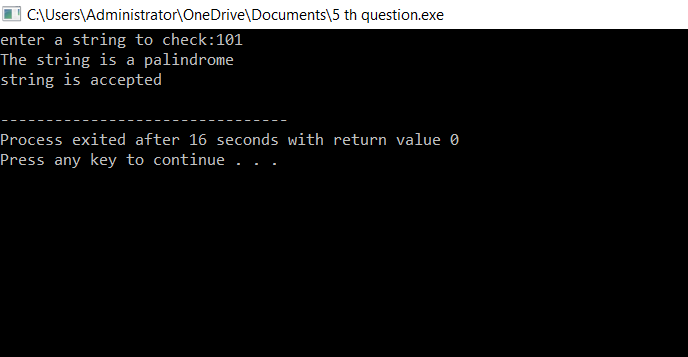 C:\Users\Administrator\OneDrive\Documents\5 th question.exe
enter a string to check:101
The string is a palindrome
string is accepted
--------------------------------
Process exited after 16 seconds with return value 0
Press any key to continue . . .